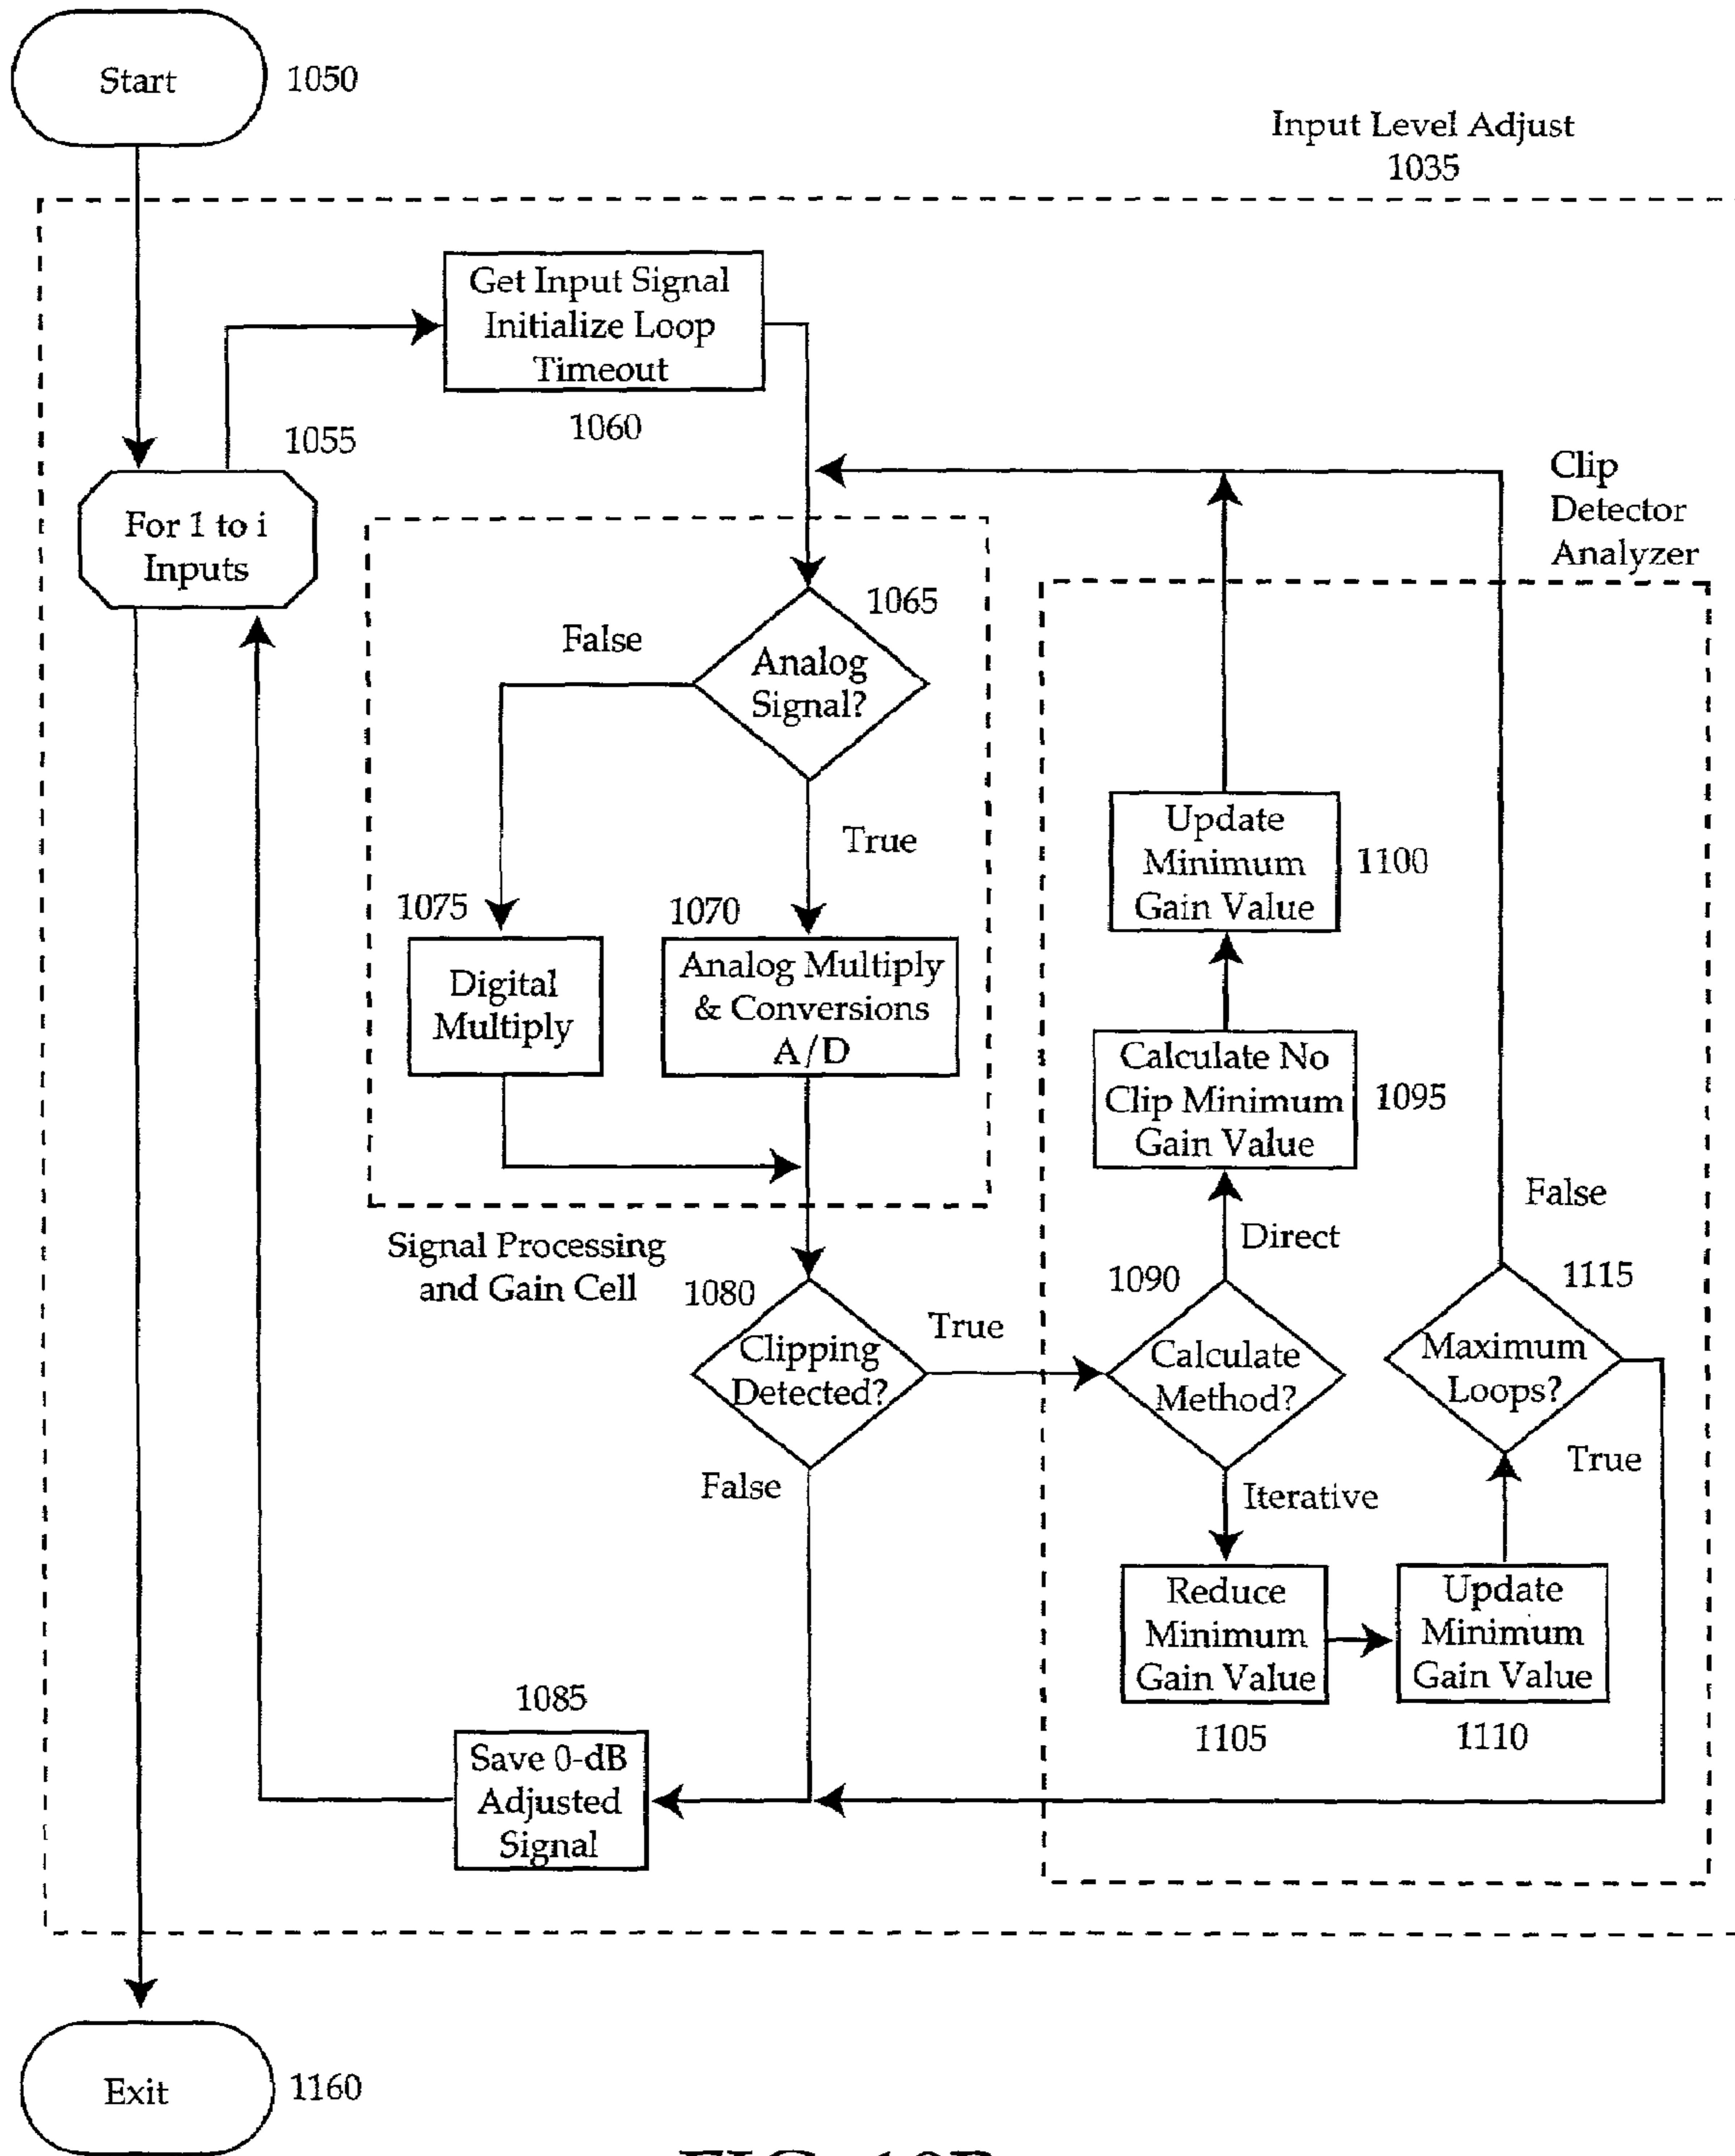 Start
1050
Input Level Adjust
1035
Get Input Signal
Initialize Loop
Timeout
1060
1055
For 1 to i
Inputs
Clip
Detector
Analyzer
1065
False
Analog
Signal?
True
1075
1070
Digital
Multiply
Analog Multiply
& Conversions
A/D
Update
Minimum
Gain Value
1100
Calculate No
Clip Minimum
Gain Value
1095
Signal Processing
and Gain Cell
Direct
False
1080
Clipping
Detected?
True
1090
Calculate
Method?
1115
Maximum
Loops?
True
False
Iterative
Reduce
Minimum
Gain Value
1105
Update
Minimum
Gain Value
1110
1085
Save 0-dB
Adjusted
Signal
Exit
1160